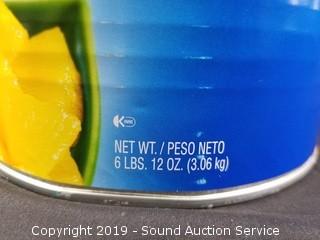 K
NET WT. / PESO NETO
6 LBS. 12 OZ. (3.06 kg)
Copyright 2019 - Sound Auction Service